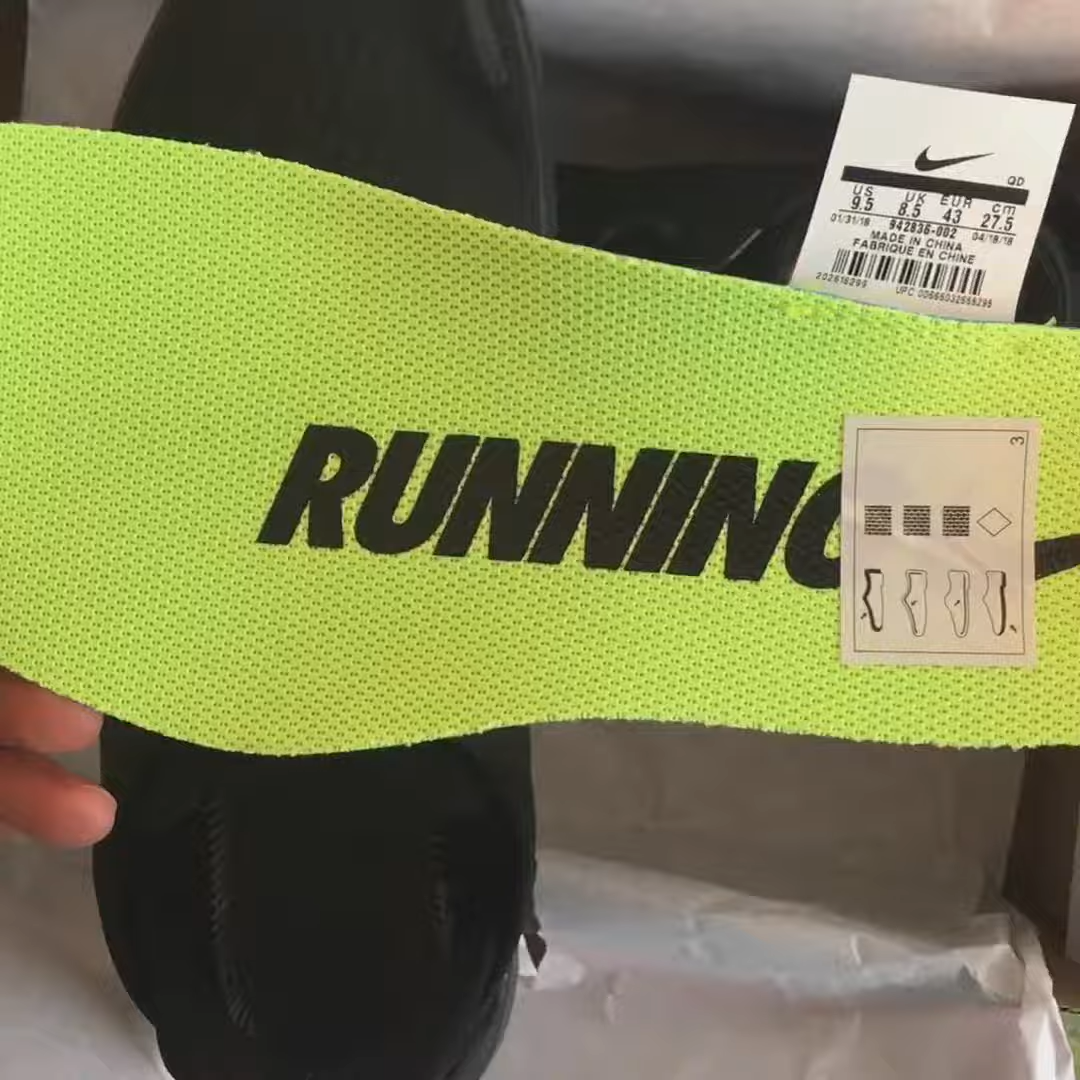 QD
US UK EUR cm
9.5 8.5 43 27.5
01/31/18 942836-002 04/18/18
MADE IN CHINA
FABRIQUE EN CHINE
UPC
RUNNING
3